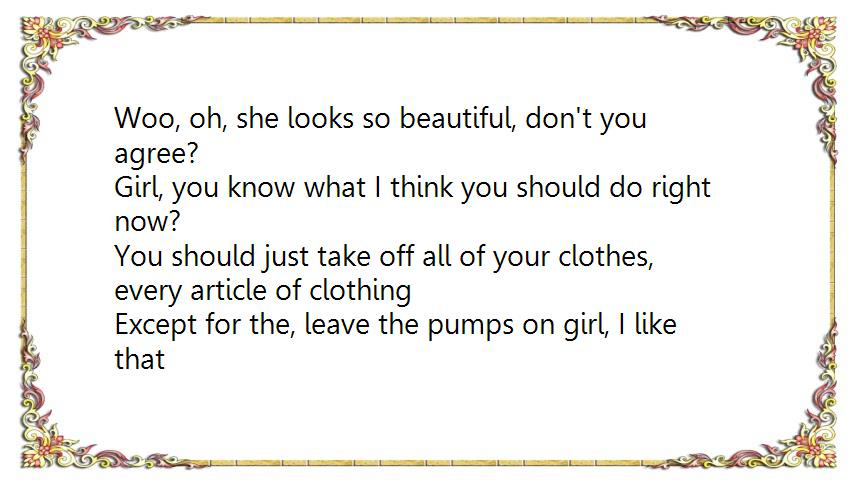 Woo, oh, she looks so beautiful, don't you
agree?
Girl, you know what I think you should do right
now?
You should just take off all of your clothes,
every article of clothing
Except for the, leave the pumps on girl, I like
that